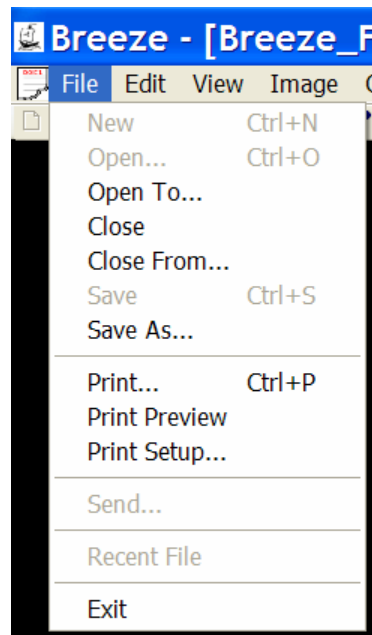 Breeze - [Breeze_F
File Edit View Image
New Ctrl+N
Open... Ctrl+O
Open To...
Close
Close From...
Save Ctrl+S
Save As...
Print... Ctrl+P
Print Preview
Print Setup...
Send...
Recent File
Exit